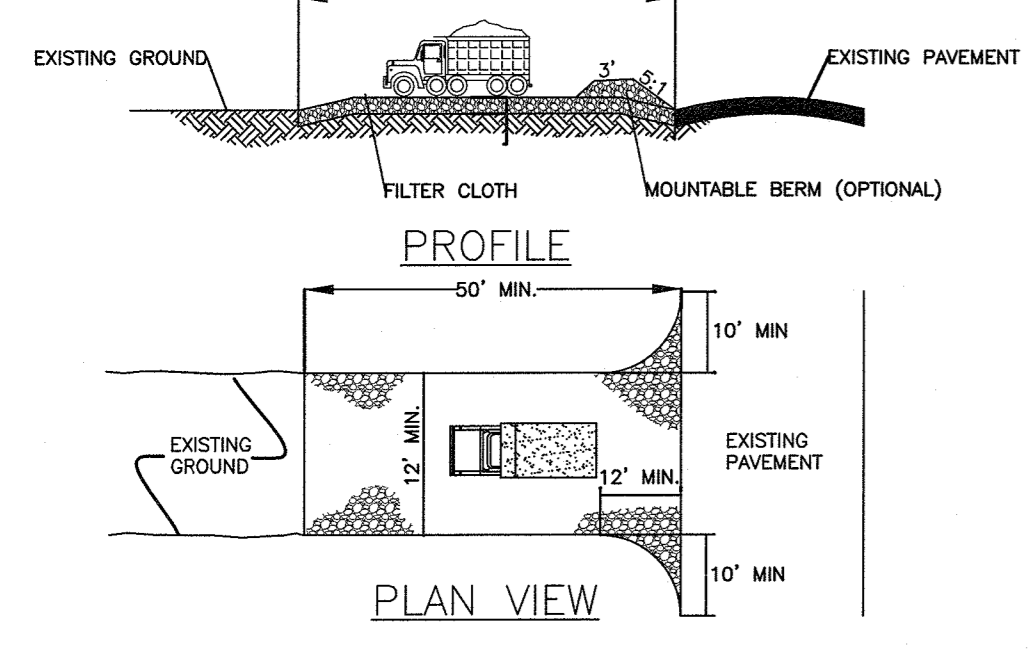 EXISTING GROUND
3'
5:1
EXISTING PAVEMENT
FILTER CLOTH
MOUNTABLE BERM (OPTIONAL)
PROFILE
50' MIN.
10' MIN
12' MIN.
EXISTING
GROUND
EXISTING
PAVEMENT
12' MIN.
10' MIN
PLAN VIEW